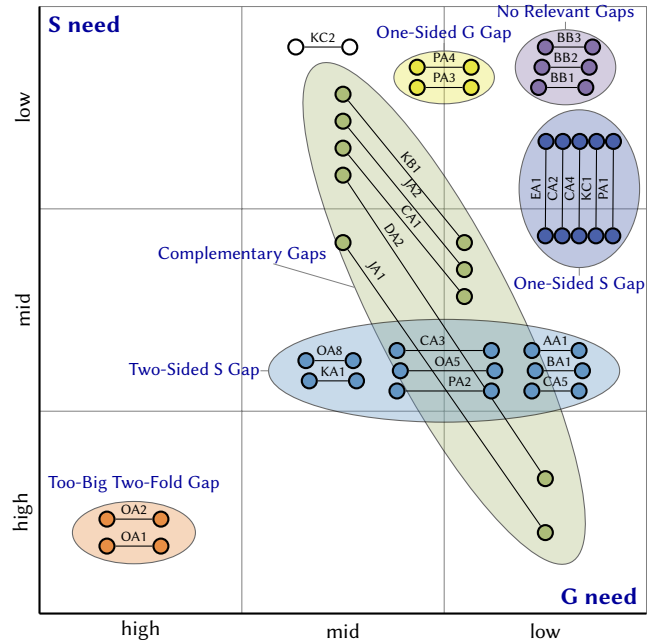 S need
KC2
One-Sided G Gap
No Relevant Gaps
PA4
PA3
BB3
BB2
BB1
low
KB1
JA2
CA1
DA2
JA1
EA1
CA2
CA4
KC1
PA1
Complementary Gaps
One-Sided S Gap
mid
Two-Sided S Gap
OA8
KA1
CA3
OA5
PA2
AA1
BA1
CA5
Too-Big Two-Fold Gap
OA2
OA1
high
G need
high
mid
low